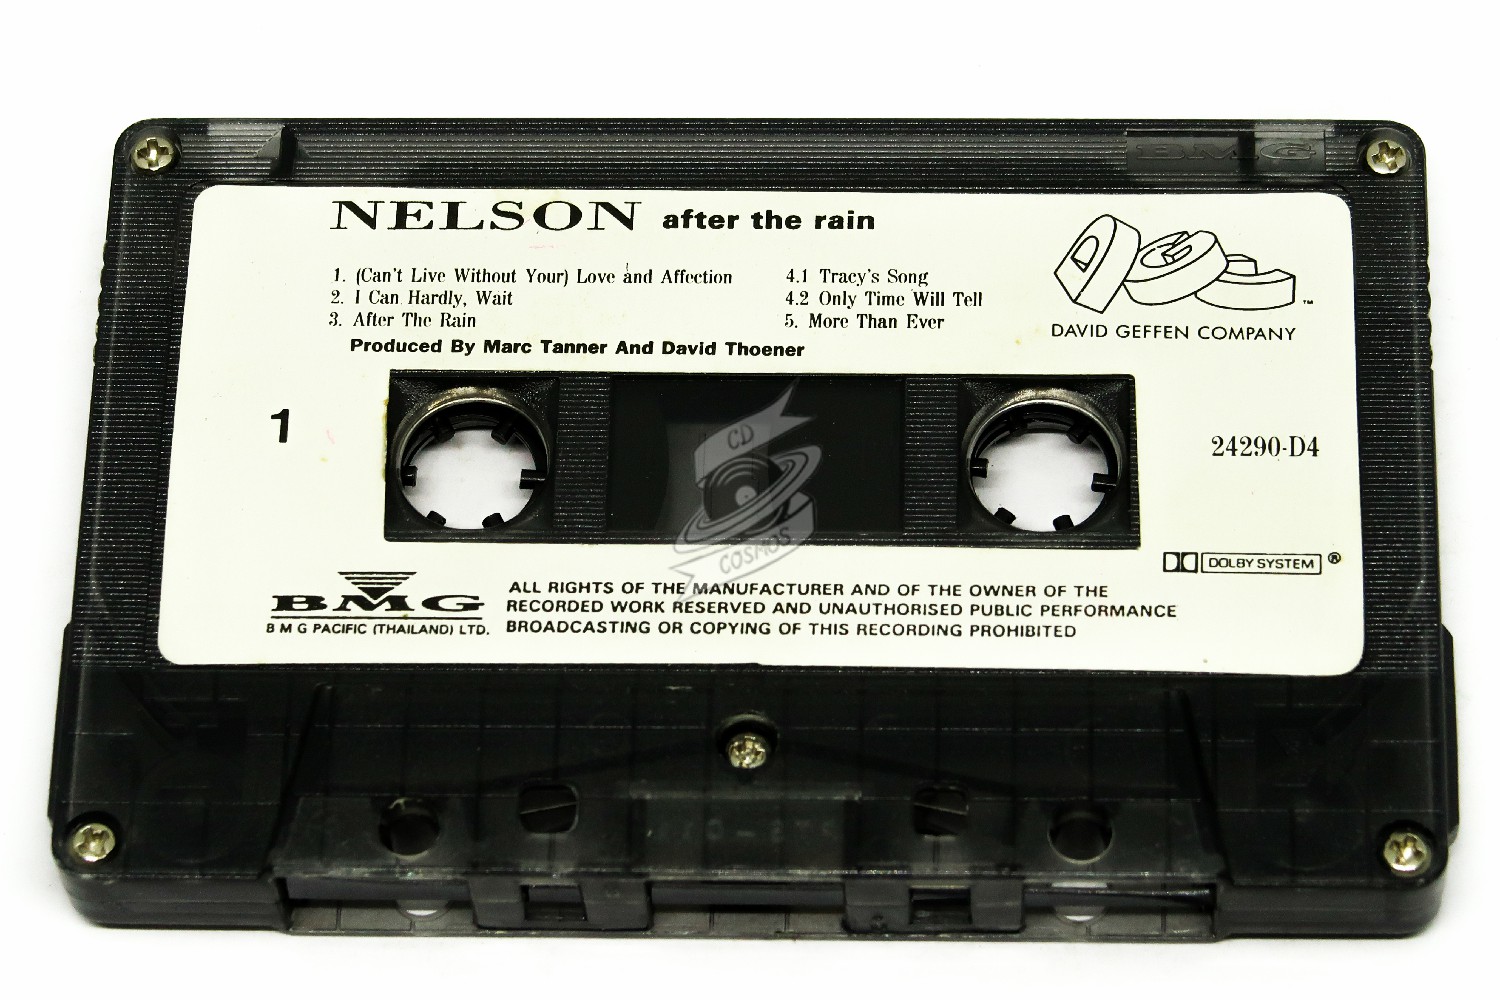 BMG
NELSON after the rain
1. (Can't Live Without Your) Love and Affection
2. I Can Hardly, Wait
3. After The Rain
4.1 Tracy's Song
4.2 Only Time Will Tell
5. More Than Ever
Produced By Marc Tanner And David Thoener
DGC™
DAVID GEFFEN COMPANY
1
24290-D4
CD
COSMOS
DOLBY SYSTEM ®
BMG
B M G PACIFIC (THAILAND) LTD.
ALL RIGHTS OF THE MANUFACTURER AND OF THE OWNER OF THE
RECORDED WORK RESERVED AND UNAUTHORISED PUBLIC PERFORMANCE
BROADCASTING OR COPYING OF THIS RECORDING PROHIBITED